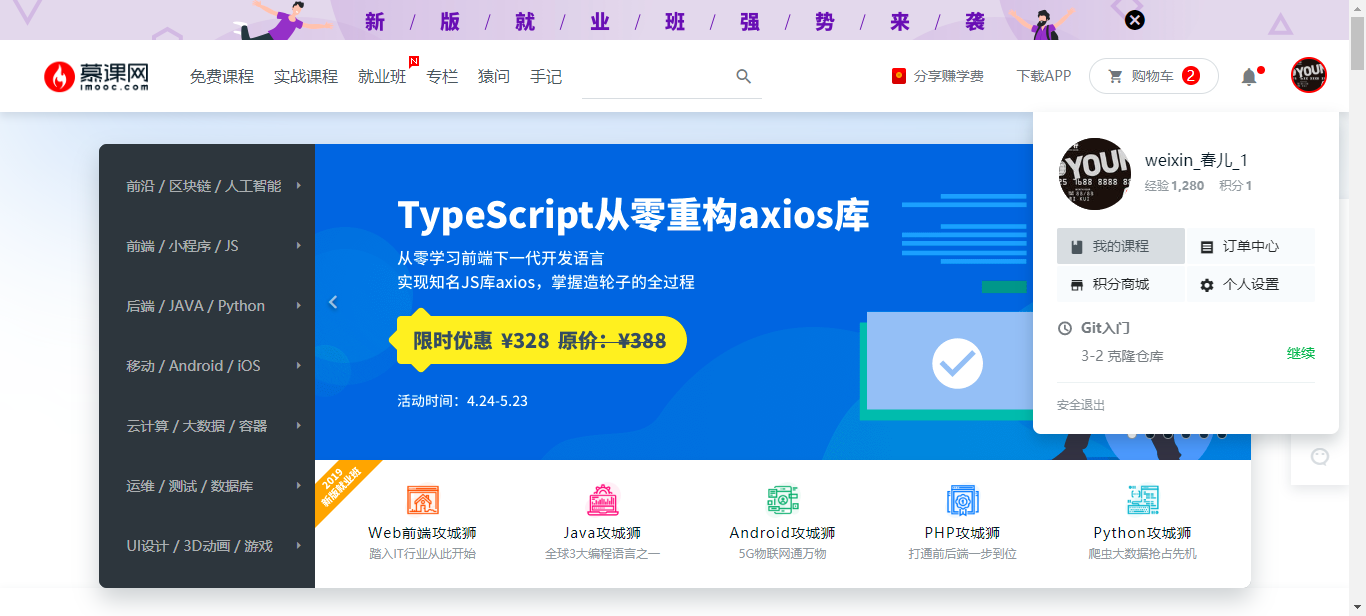 新 / 版 / 就 / 业 / 班 / 强 / 势 / 来 / 袭
慕课网
imooc.com
免费课程 实战课程 就业班 N 专栏 猿问 手记
分享赚学费 下载APP 购物车 2
前沿 / 区块链 / 人工智能
前端 / 小程序 / JS
后端 / JAVA / Python
移动 / Android / iOS
云计算 / 大数据 / 容器
运维 / 测试 / 数据库
UI设计 / 3D动画 / 游戏
TypeScript从零重构axios库
从零学习前端下一代开发语言
实现知名JS库axios，掌握造轮子的全过程
限时优惠 ¥328 原价：¥388
活动时间：4.24-5.23
YOUR
weixin_春儿_1
经验1,280 积分1
我的课程 订单中心
积分商城 个人设置
Git入门
3-2 克隆仓库 继续
安全退出
2019
新版就业班
Web前端攻城狮
踏入IT行业从此开始
Java攻城狮
全球3大编程语言之一
Android攻城狮
5G物联网通万物
PHP攻城狮
打通前后端一步到位
Python攻城狮
爬虫大数据抢占先机